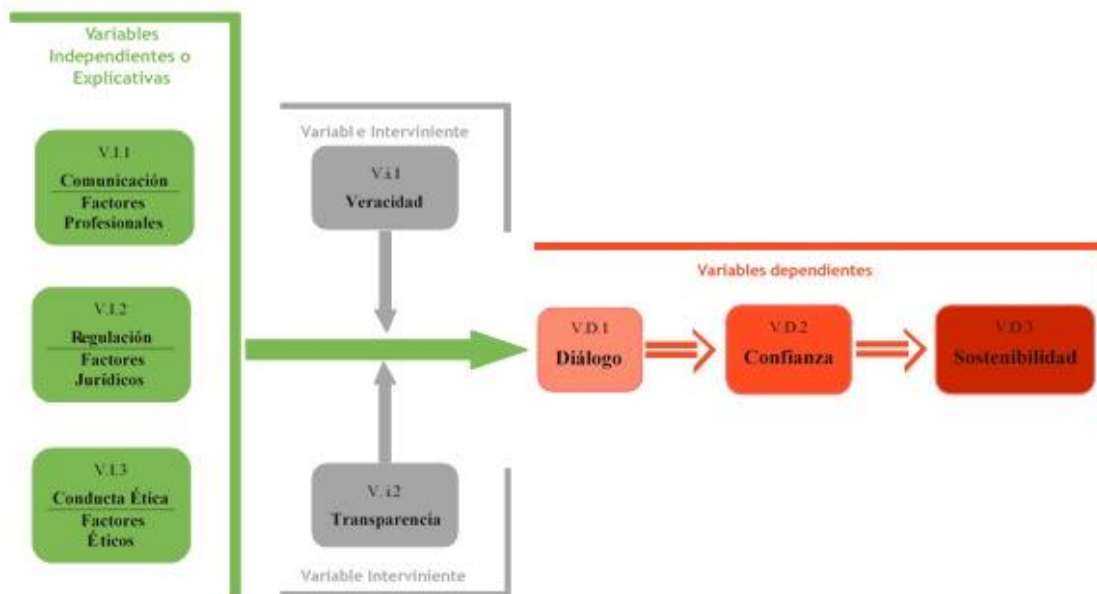 Variables
Independientes o
Explicativas
V.I.1
Comunicación
Factores
Profesionales
V.I.2
Regulación
Factores
Jurídicos
V.I.3
Conducta Ética
Factores
Éticos
Variabl e Interviniente
V.i.1
Veracidad
V. i.2
Transparencia
Variable Interviniente
Variables dependientes
V.D.1
Diálogo
V.D.2
Confianza
V.D.3
Sostenibilidad